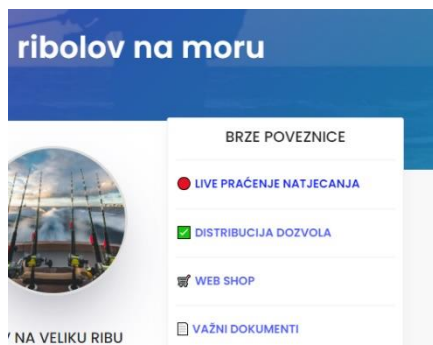 ribolov na moru
BRZE POVEZNICE
LIVE PRAĆENJE NATJECANJA
DISTRIBUCIJA DOZVOLA
WEB SHOP
VAŽNI DOKUMENTI
NA VELIKU RIBU